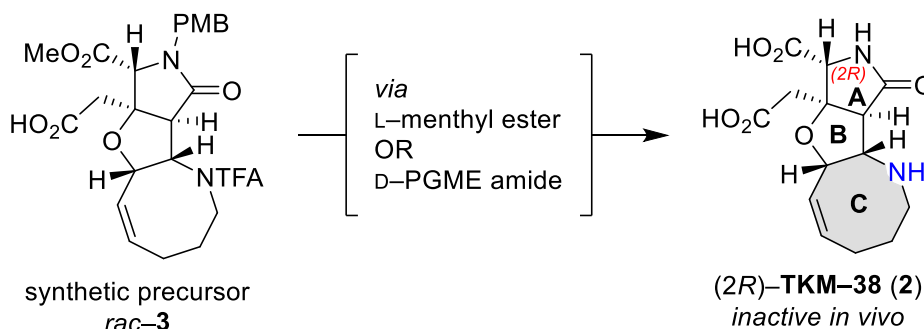 PMB
H
N
MeO2C
O
HO2C
H
O
H
H
NTFA
synthetic precursor
rac–3
via
L–menthyl ester
OR
D–PGME amide
H
H
N
HO2C
(2R)
O
A
HO2C
H
B
O
H
H
NH
C
(2R)–TKM–38 (2)
inactive in vivo